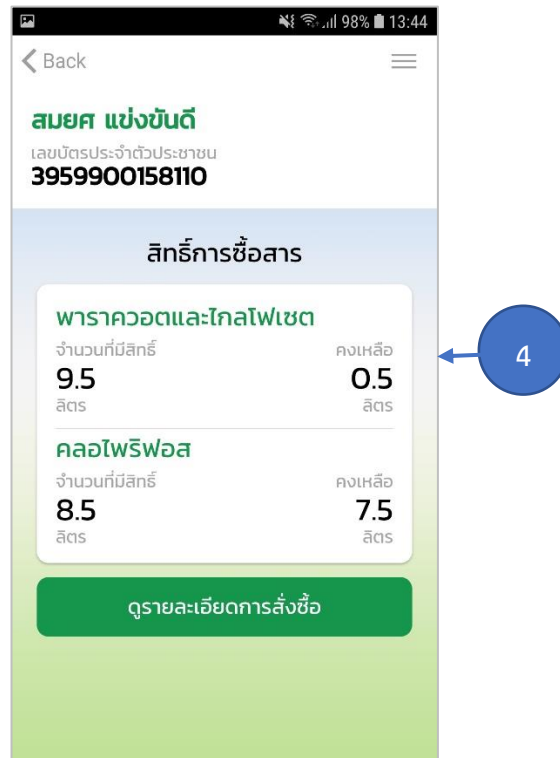 98% 13:44
Back
สมยศ แข่งขันดี
เลขบัตรประจำตัวประชาชน
3959900158110
สิทธิ์การซื้อสาร
พาราควอตและไกลโฟเซต
จำนวนที่มีสิทธิ์ คงเหลือ
9.5 0.5
ลิตร ลิตร
คลอไพริฟอส
จำนวนที่มีสิทธิ์ คงเหลือ
8.5 7.5
ลิตร ลิตร
ดูรายละเอียดการสั่งซื้อ
4